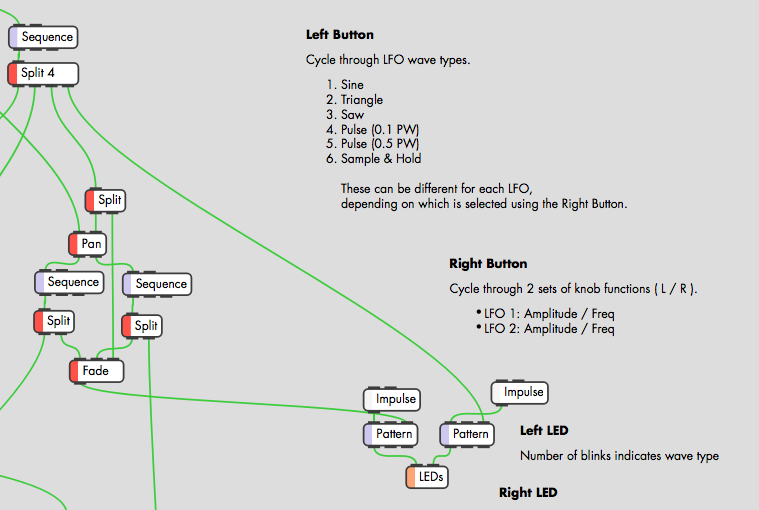 Sequence
Split 4
Left Button
Cycle through LFO wave types.
1. Sine
2. Triangle
3. Saw
4. Pulse (0.1 PW)
5. Pulse (0.5 PW)
6. Sample & Hold
These can be different for each LFO,
depending on which is selected using the Right Button.
Split
Pan
Sequence
Sequence
Split
Split
Fade
Right Button
Cycle through 2 sets of knob functions ( L / R ).
• LFO 1: Amplitude / Freq
• LFO 2: Amplitude / Freq
Impulse
Impulse
Pattern
Pattern
LEDs
Left LED
Number of blinks indicates wave type
Right LED